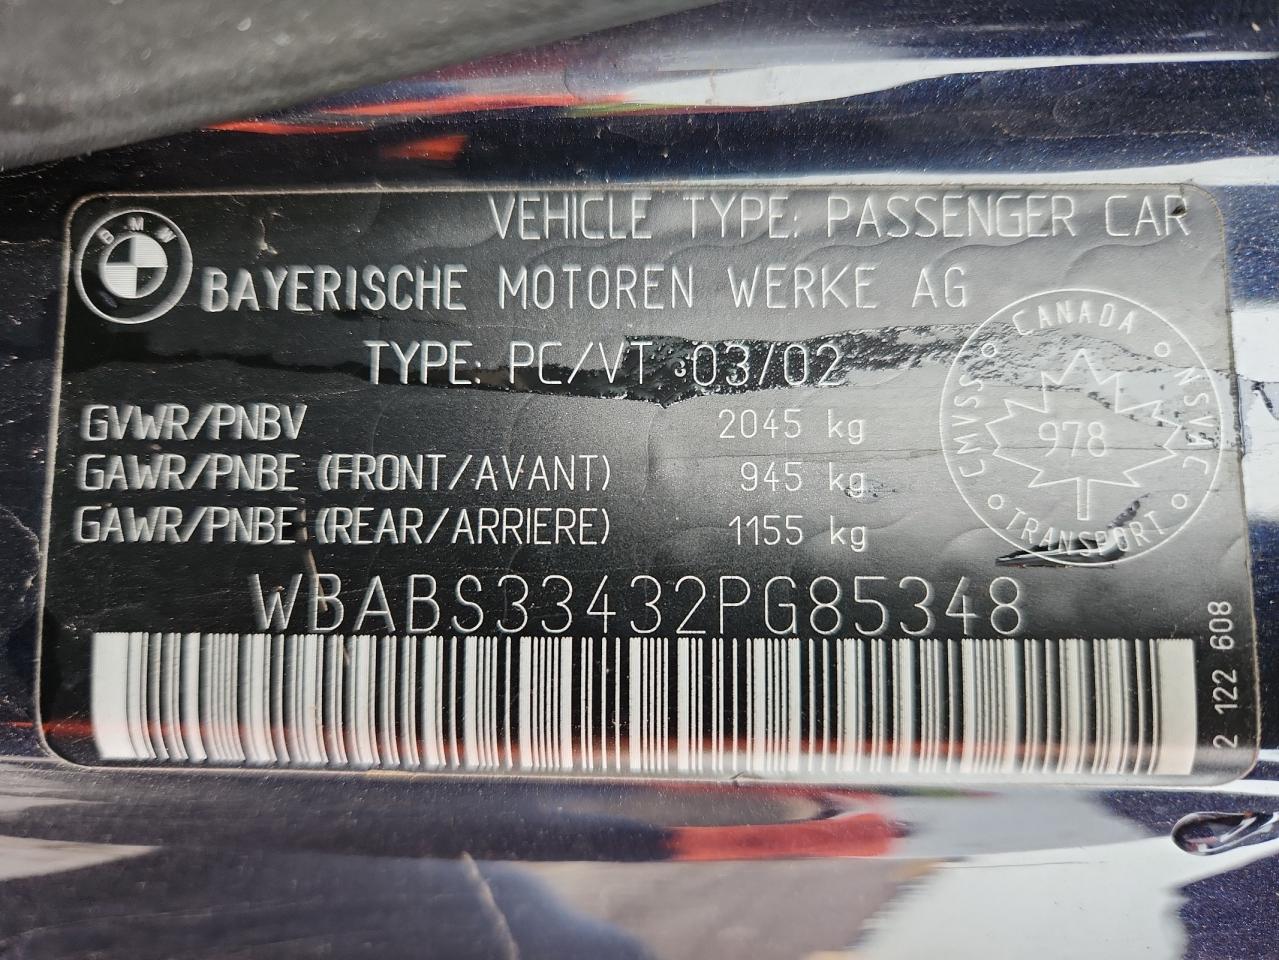 VEHICLE TYPE: PASSENGER CAR
BMW
BAYERISCHE MOTOREN WERKE AG
TYPE: PC/VT 03/02
GVWR/PNBV 2045 kg
GAWR/PNBE (FRONT/AVANT) 945 kg
GAWR/PNBE (REAR/ARRIERE) 1155 kg
CANADA
CMVSS NSVAC
978
TRANSPORT
WBABS33432PG85348
2 122 608